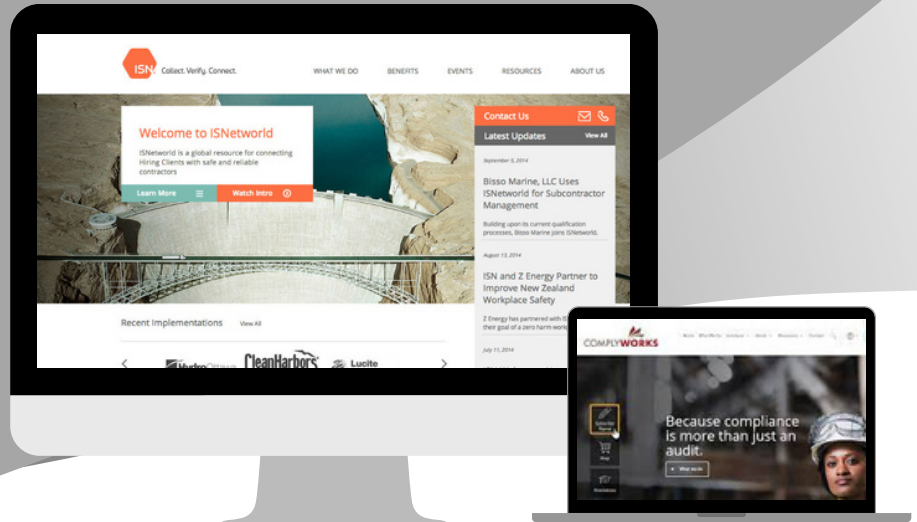 ISN.
Collect. Verify. Connect.
WHAT WE DO
BENEFITS
EVENTS
RESOURCES
ABOUT US
Welcome to ISNetworld
ISNetworld is a global resource for connecting
Hiring Clients with safe and reliable
contractors
Learn More
Watch Intro
Contact Us
Latest Updates
View All
September 5, 2014
Bisso Marine, LLC Uses
ISNetworld for Subcontractor
Management
Building upon its current qualification
processes, Bisso Marine joins ISNetworld.
August 13, 2014
ISN and Z Energy Partner to
Improve New Zealand
Workplace Safety
Z Energy has partnered with
their goal of a zero harm
July 11, 2014
Recent Implementations
View All
CleanHarbors
Lucite
COMPLYWORKS
Because compliance
is more than just an
audit.